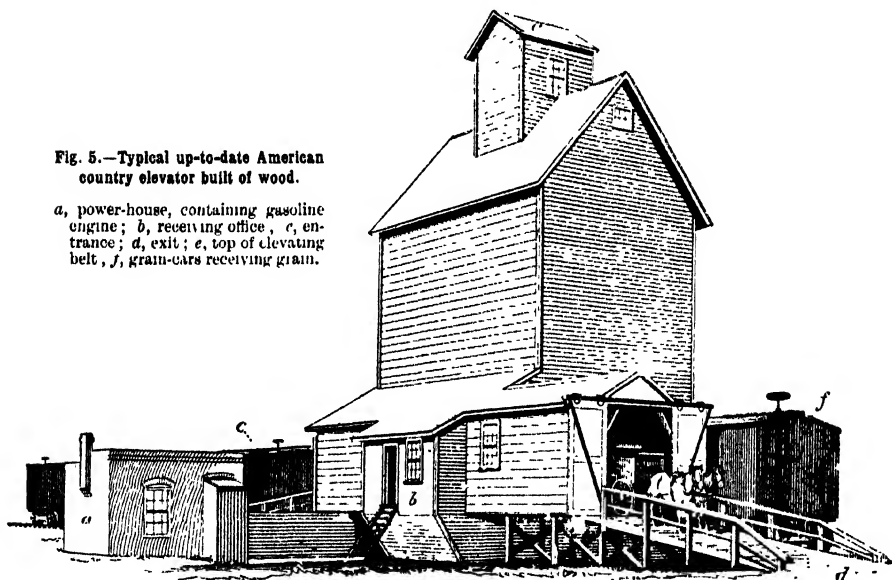 Fig. 5.—Typical up-to-date American
country elevator built of wood.
a, power-house, containing gasoline
engine; b, receiving office, c, en-
trance; d, exit; e, top of elevating
belt, f, grain-cars receiving grain.
e
f
c
a
b
d